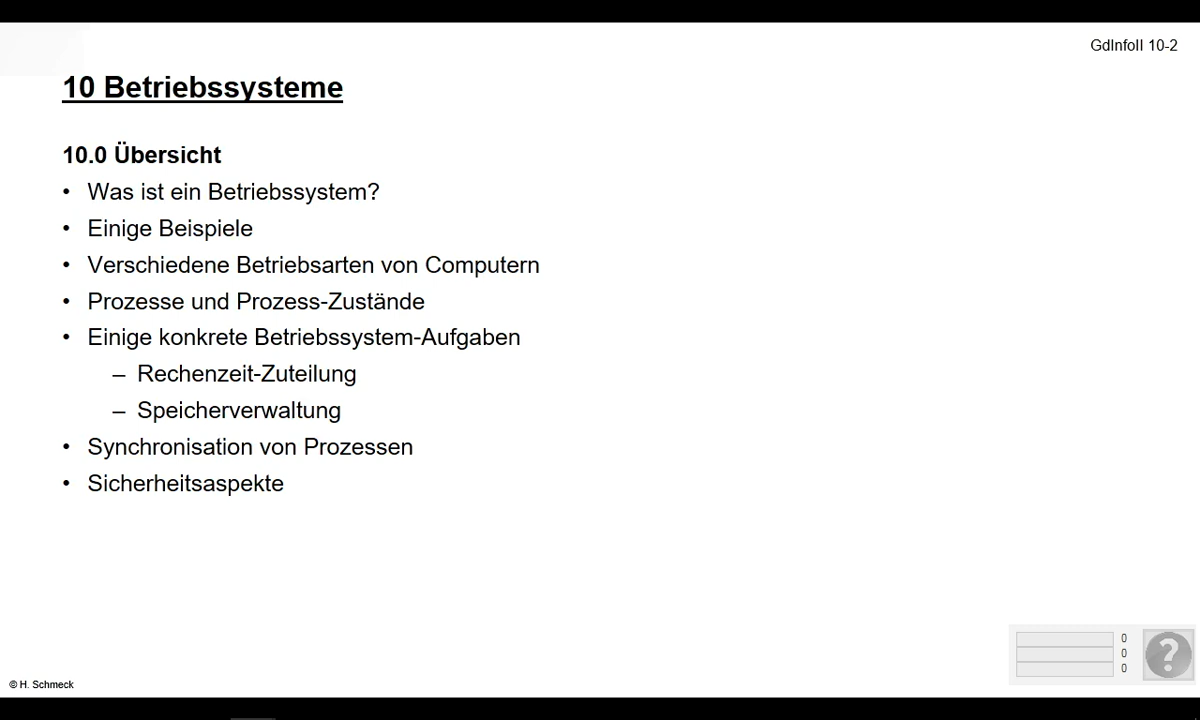 GdInfoII 10-2
10 Betriebssysteme
10.0 Übersicht
• Was ist ein Betriebssystem?
• Einige Beispiele
• Verschiedene Betriebsarten von Computern
• Prozesse und Prozess-Zustände
• Einige konkrete Betriebssystem-Aufgaben
– Rechenzeit-Zuteilung
– Speicherverwaltung
• Synchronisation von Prozessen
• Sicherheitsaspekte
0
0
0
?
© H. Schmeck